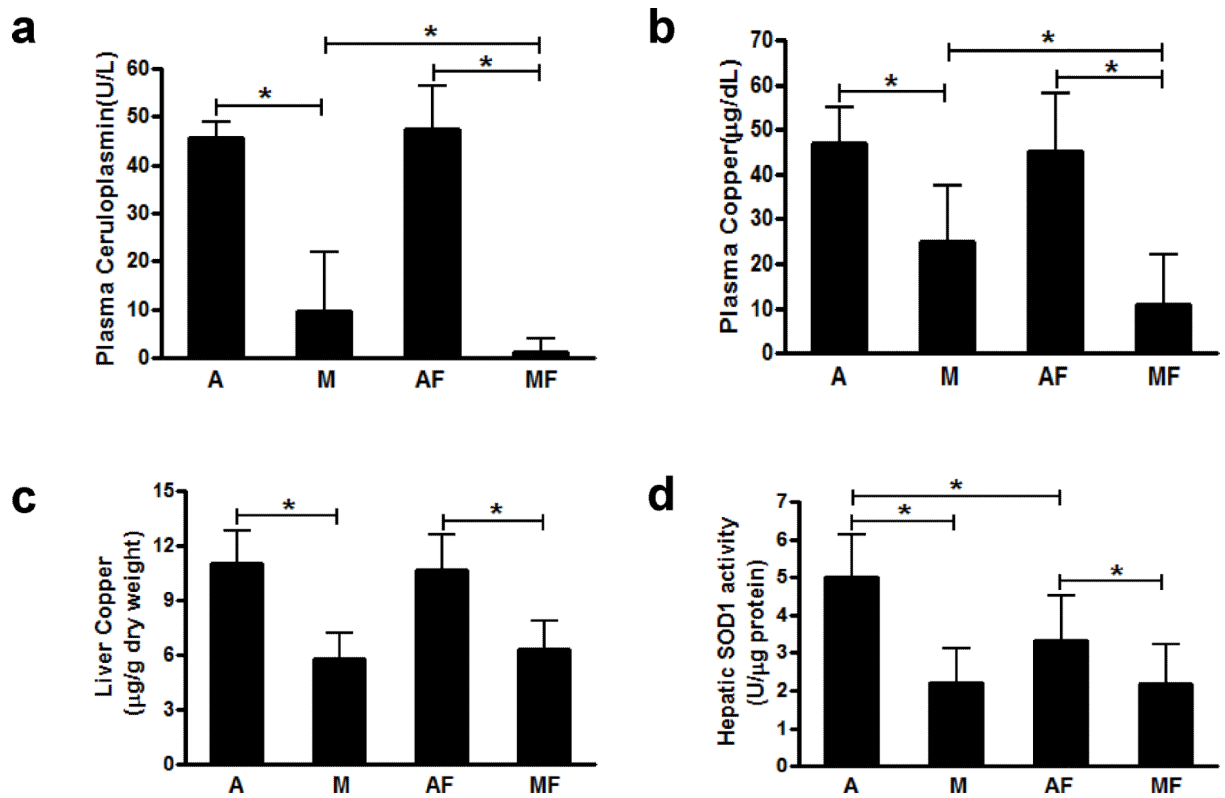 a
Plasma Ceruloplasmin(U/L)
60
50
40
30
20
10
0
*
*
*
A M AF MF
b
Plasma Copper(µg/dL)
70
60
50
40
30
20
10
0
*
*
*
A M AF MF
c
Liver Copper
(µg/g dry weight)
15
12
9
6
3
0
*
*
A M AF MF
d
Hepatic SOD1 activity
(U/µg protein)
7
6
5
4
3
2
1
0
*
*
*
A M AF MF